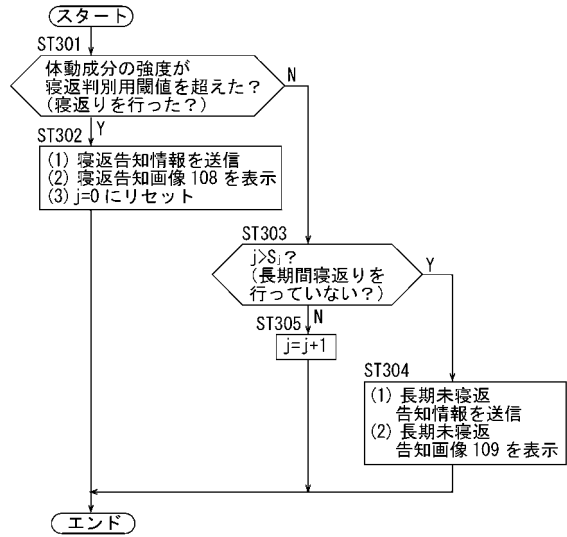 スタート
ST301
体動成分の強度が
寝返判別用閾値を超えた？
(寝返りを行った？)
N
Y
ST302
(1) 寝返告知情報を送信
(2) 寝返告知画像 108 を表示
(3) j=0 にリセット
ST303
j>Sj？
(長期間寝返りを
行っていない？)
Y
N
ST305
j=j+1
ST304
(1) 長期未寝返
告知情報を送信
(2) 長期未寝返
告知画像 109 を表示
エンド